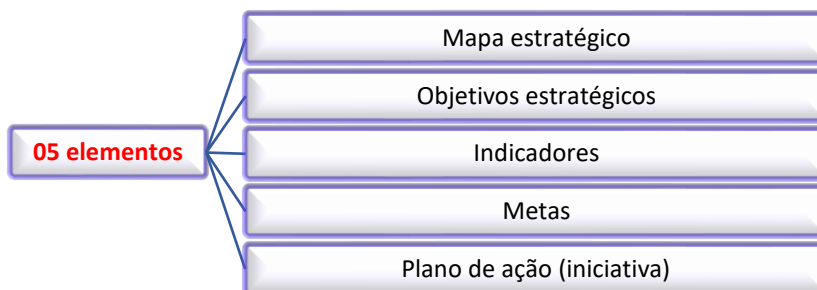 05 elementos
Mapa estratégico
Objetivos estratégicos
Indicadores
Metas
Plano de ação (iniciativa)